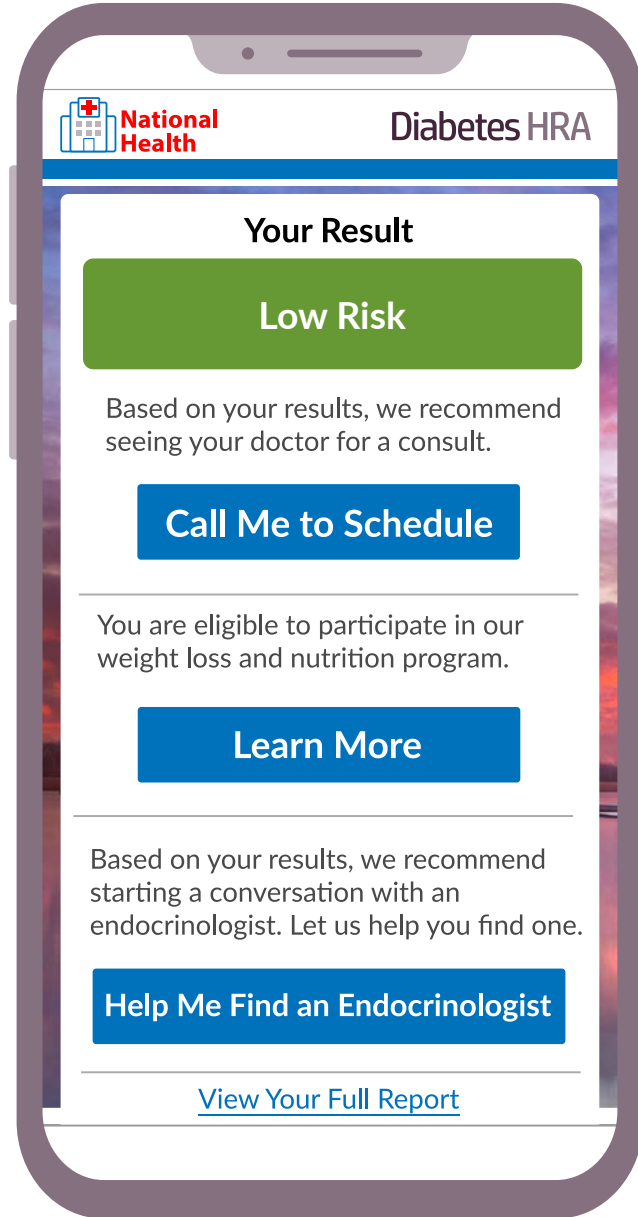 National
Health
Diabetes HRA
Your Result
Low Risk
Based on your results, we recommend
seeing your doctor for a consult.
Call Me to Schedule
You are eligible to participate in our
weight loss and nutrition program.
Learn More
Based on your results, we recommend
starting a conversation with an
endocrinologist. Let us help you find one.
Help Me Find an Endocrinologist
View Your Full Report